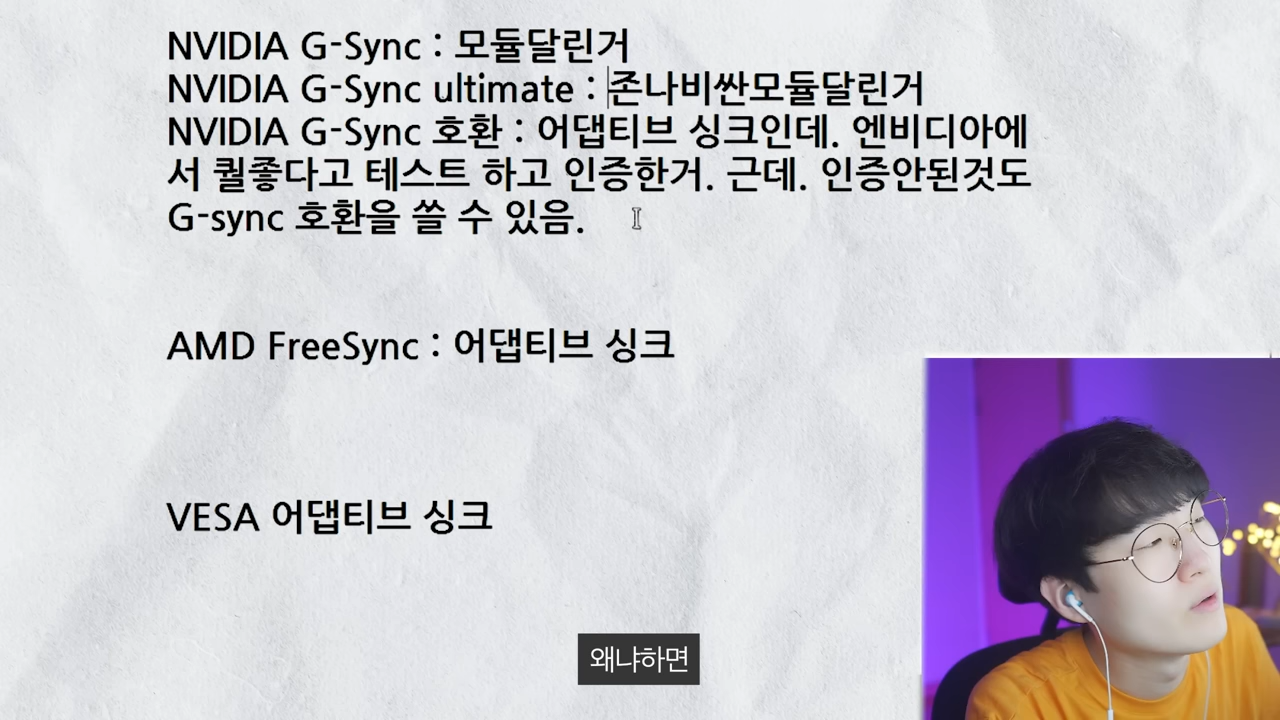 NVIDIA G-Sync : 모듈달린거
NVIDIA G-Sync ultimate : 존나비싼모듈달린거
NVIDIA G-Sync 호환 : 어댑티브 싱크인데. 엔비디아에
서 퀄좋다고 테스트 하고 인증한거. 근데. 인증안된것도
G-sync 호환을 쓸 수 있음.
AMD FreeSync : 어댑티브 싱크
VESA 어댑티브 싱크
왜냐하면